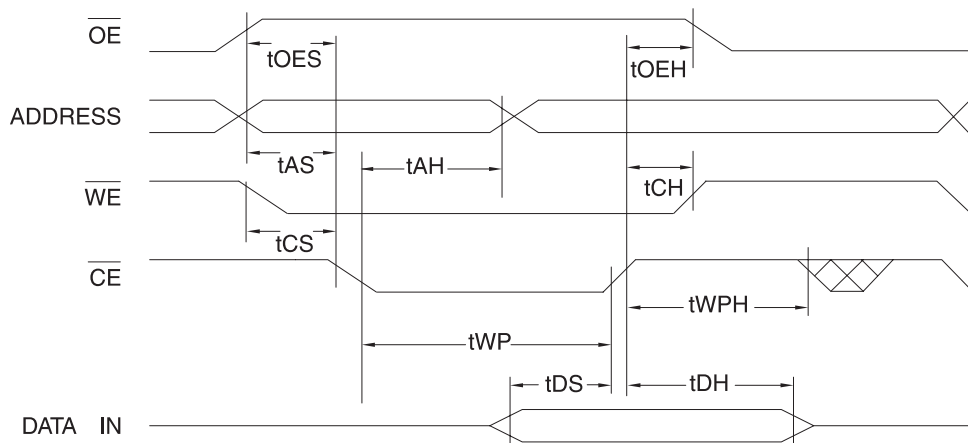 OE
tOES
tOEH
ADDRESS
tAS
tAH
tCH
WE
tCS
CE
tWPH
tWP
tDS
tDH
DATA IN